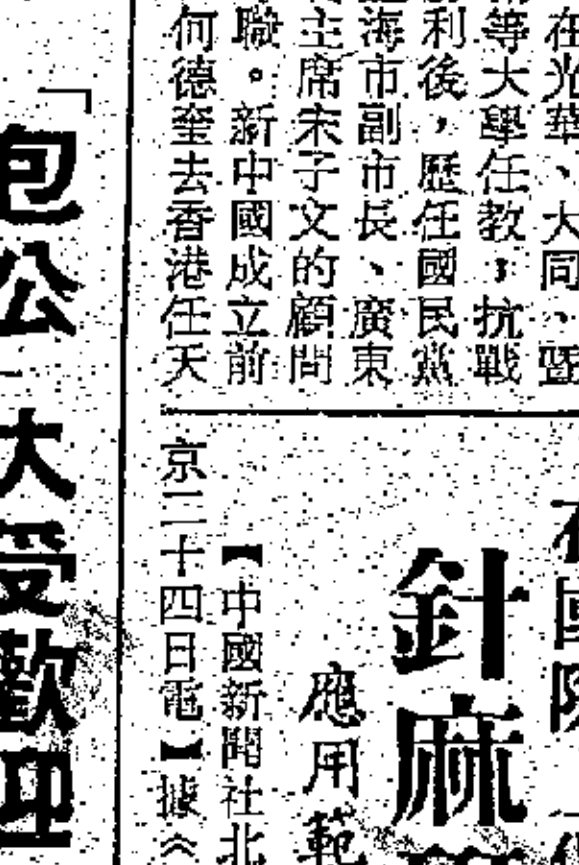 在光華、大同、暨
等大學任教；抗戰
利後，歷任國民黨
海市副市長、廣東
主席宋子文的顧問
職。新中國成立前
何德奎去香港任天
國際
針麻
應用範
【中國新聞社北
京二十四日電】據《
「包公」大受歡迎